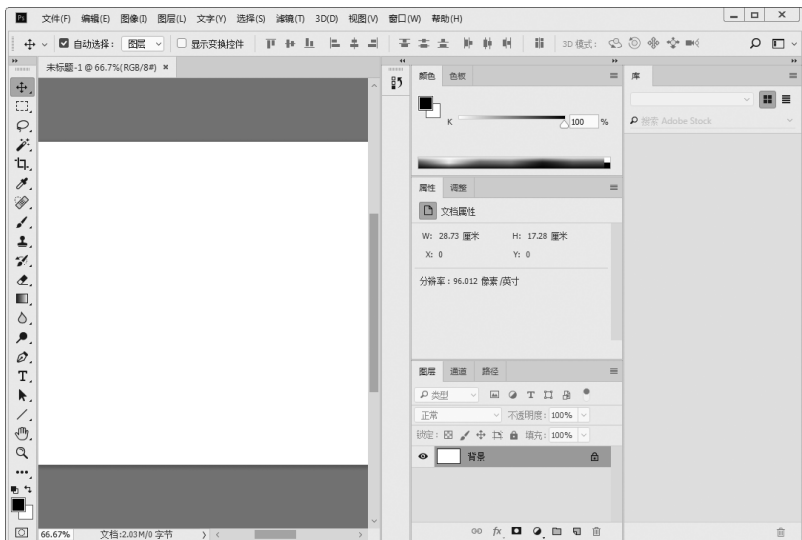 Ps 文件(F) 编辑(E) 图像(I) 图层(L) 文字(Y) 选择(S) 滤镜(T) 3D(D) 视图(V) 窗口(W) 帮助(H)
自动选择： 图层 显示变换控件 3D 模式：
未标题-1 @ 66.7%(RGB/8#) ×
颜色 色板
K 100 %
库
搜索 Adobe Stock
属性 调整
文档属性
W: 28.73 厘米 H: 17.28 厘米
X: 0 Y: 0
分辨率：96.012 像素/英寸
图层 通道 路径
类型
正常 不透明度： 100%
锁定： 填充： 100%
背景
fx
66.67% 文档:2.03M/0 字节